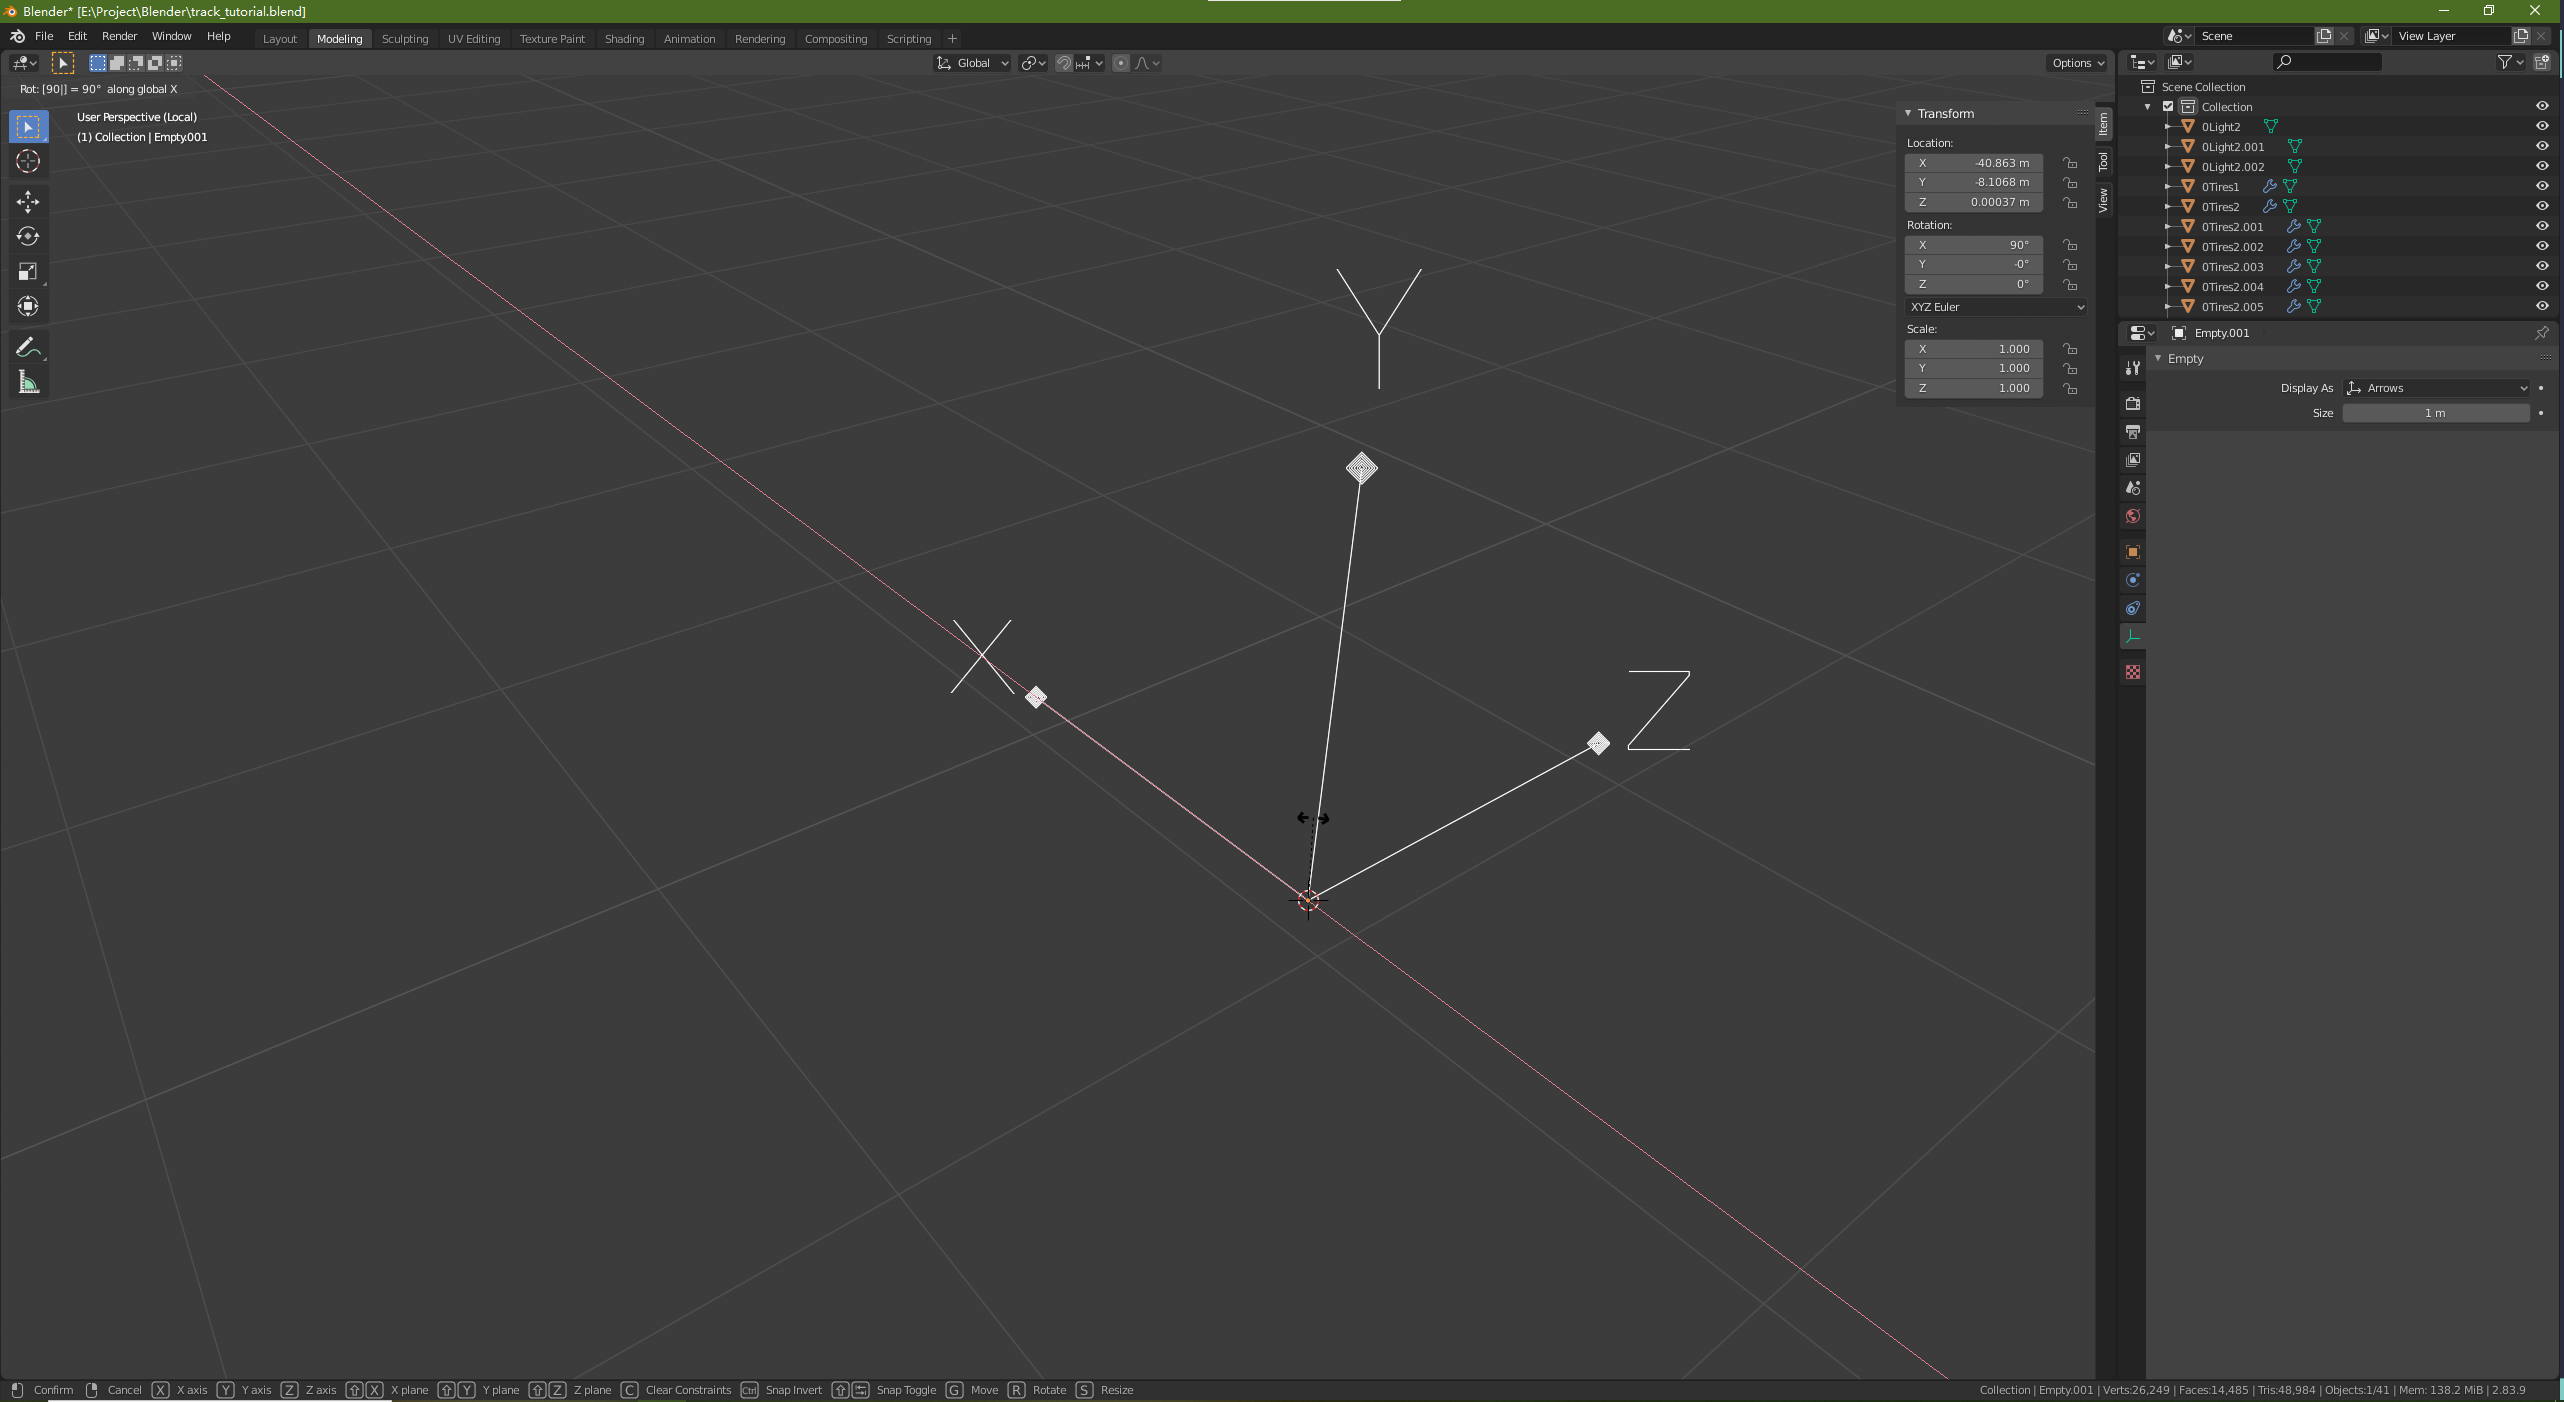 Blender* [E:\Project\Blender\track_tutorial.blend]
File Edit Render Window Help Layout Modeling Sculpting UV Editing Texture Paint Shading Animation Rendering Compositing Scripting + Scene View Layer
Global Options
Rot: [90|] = 90° along global X
User Perspective (Local)
(1) Collection | Empty.001
Transform
Location:
X -40.863 m
Y -8.1068 m
Z 0.00037 m
Rotation:
X 90°
Y -0°
Z 0°
XYZ Euler
Scale:
X 1.000
Y 1.000
Z 1.000
Item
Tool
View
Scene Collection
Collection
0Light2
0Light2.001
0Light2.002
0Tires1
0Tires2
0Tires2.001
0Tires2.002
0Tires2.003
0Tires2.004
0Tires2.005
Empty.001
Empty
Display As Arrows
Size 1 m
Y
X
Z
Confirm Cancel X X axis Y Y axis Z Z axis X X plane Y Y plane Z Z plane C Clear Constraints Ctrl Snap Invert Snap Toggle G Move R Rotate S Resize
Collection | Empty.001 | Verts:26,249 | Faces:14,485 | Tris:48,984 | Objects:1/41 | Mem: 138.2 MiB | 2.83.9